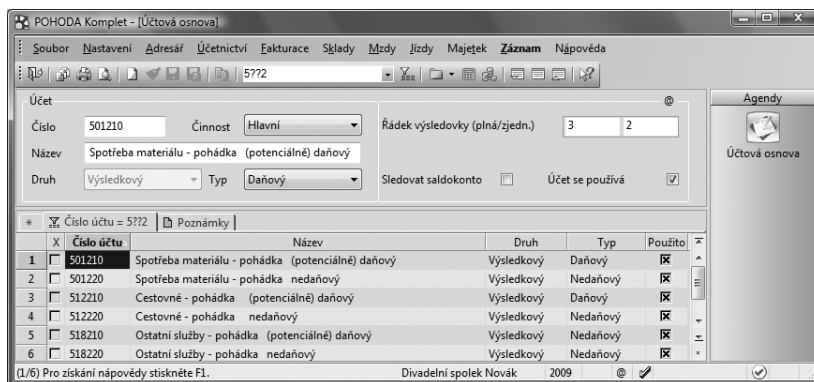 POHODA Komplet - [Účtová osnova]
Soubor Nastavení Adresář Účetnictví Fakturace Sklady Mzdy Jízdy Majetek Záznam Nápověda
5??2
Účet @ Agendy
Číslo 501210 Činnost Hlavní Řádek výsledovky (plná/zjedn.) 3 2
Název Spotřeba materiálu - pohádka (potenciálně) daňový Účtová osnova
Druh Výsledkový Typ Daňový Sledovat saldokonto Účet se používá
* Číslo účtu = 5??2 Poznámky
X Číslo účtu Název Druh Typ Použito
1 501210 Spotřeba materiálu - pohádka (potenciálně) daňový Výsledkový Daňový
2 501220 Spotřeba materiálu - pohádka nedaňový Výsledkový Nedaňový
3 512210 Cestovné - pohádka (potenciálně) daňový Výsledkový Daňový
4 512220 Cestovné - pohádka nedaňový Výsledkový Nedaňový
5 518210 Ostatní služby - pohádka (potenciálně) daňový Výsledkový Daňový
6 518220 Ostatní služby - pohádka nedaňový Výsledkový Nedaňový
(1/6) Pro získání nápovědy stiskněte F1. Divadelní spolek Novák 2009 @